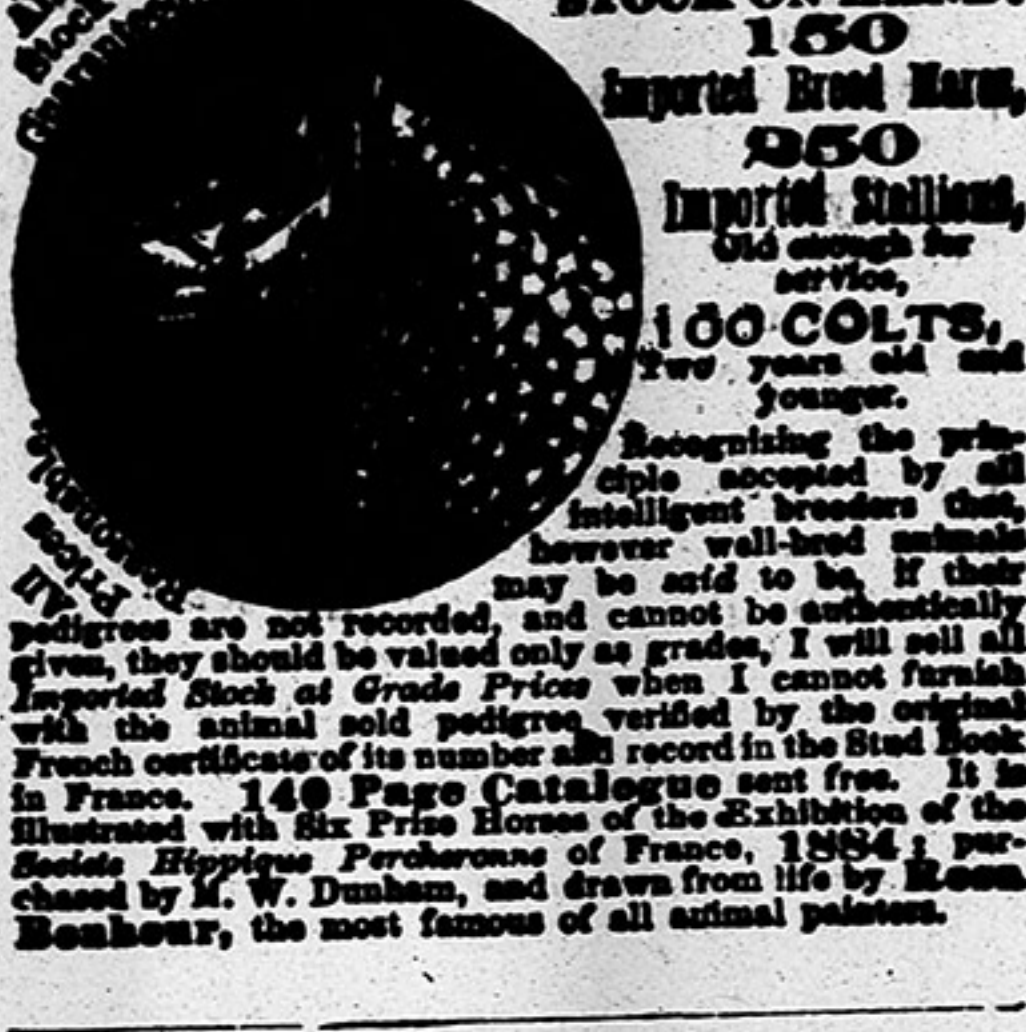 All
Stock
Guaranteed
STOCK ON HAND:
150
Imported Brood Mares,
250
Imported Stallions,
Old enough for
service,
100 COLTS,
Two years old and
younger.
Recognizing the prin-
ciple accepted by all
intelligent breeders that,
however well-bred animals
may be said to be, if their
pedigrees are not recorded, and cannot be authentically
given, they should be valued only as grades, I will sell all
Imported Stock at Grade Prices when I cannot furnish
with the animal sold pedigree verified by the original
French certificate of its number and record in the Stud Book
in France. 140 Page Catalogue sent free. It is
illustrated with Six Prize Horses of the Exhibition of the
Societe Hippique Percheronne of France, 1884; pur-
chased by M. W. Dunham, and drawn from life by Rosa
Bonheur, the most famous of all animal painters.
All
Prices
Reasonable